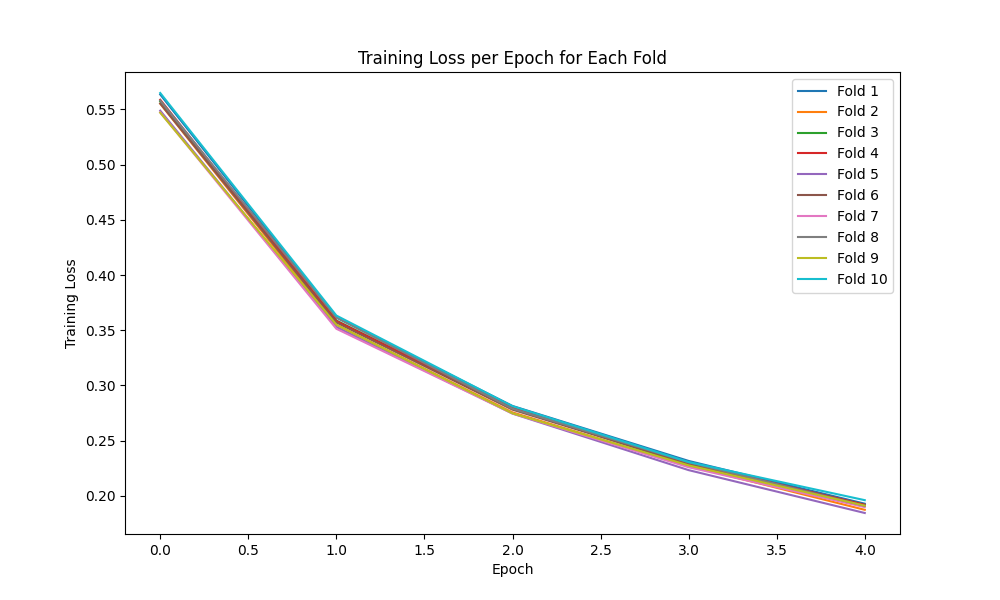 Training Loss per Epoch for Each Fold
Training Loss
0.55
0.50
0.45
0.40
0.35
0.30
0.25
0.20
Fold 1
Fold 2
Fold 3
Fold 4
Fold 5
Fold 6
Fold 7
Fold 8
Fold 9
Fold 10
0.0 0.5 1.0 1.5 2.0 2.5 3.0 3.5 4.0
Epoch